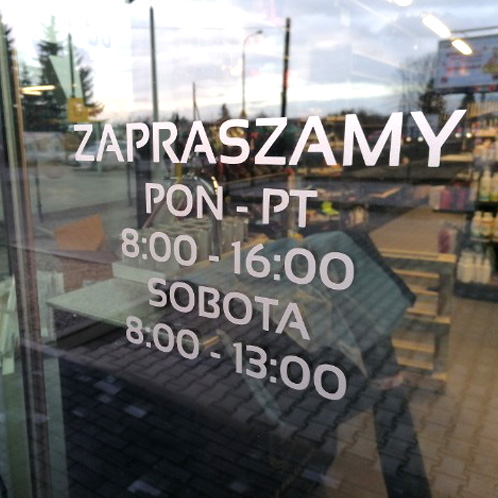 ZAPRASZAMY
PON - PT
8:00 - 16:00
SOBOTA
8:00 - 13:00